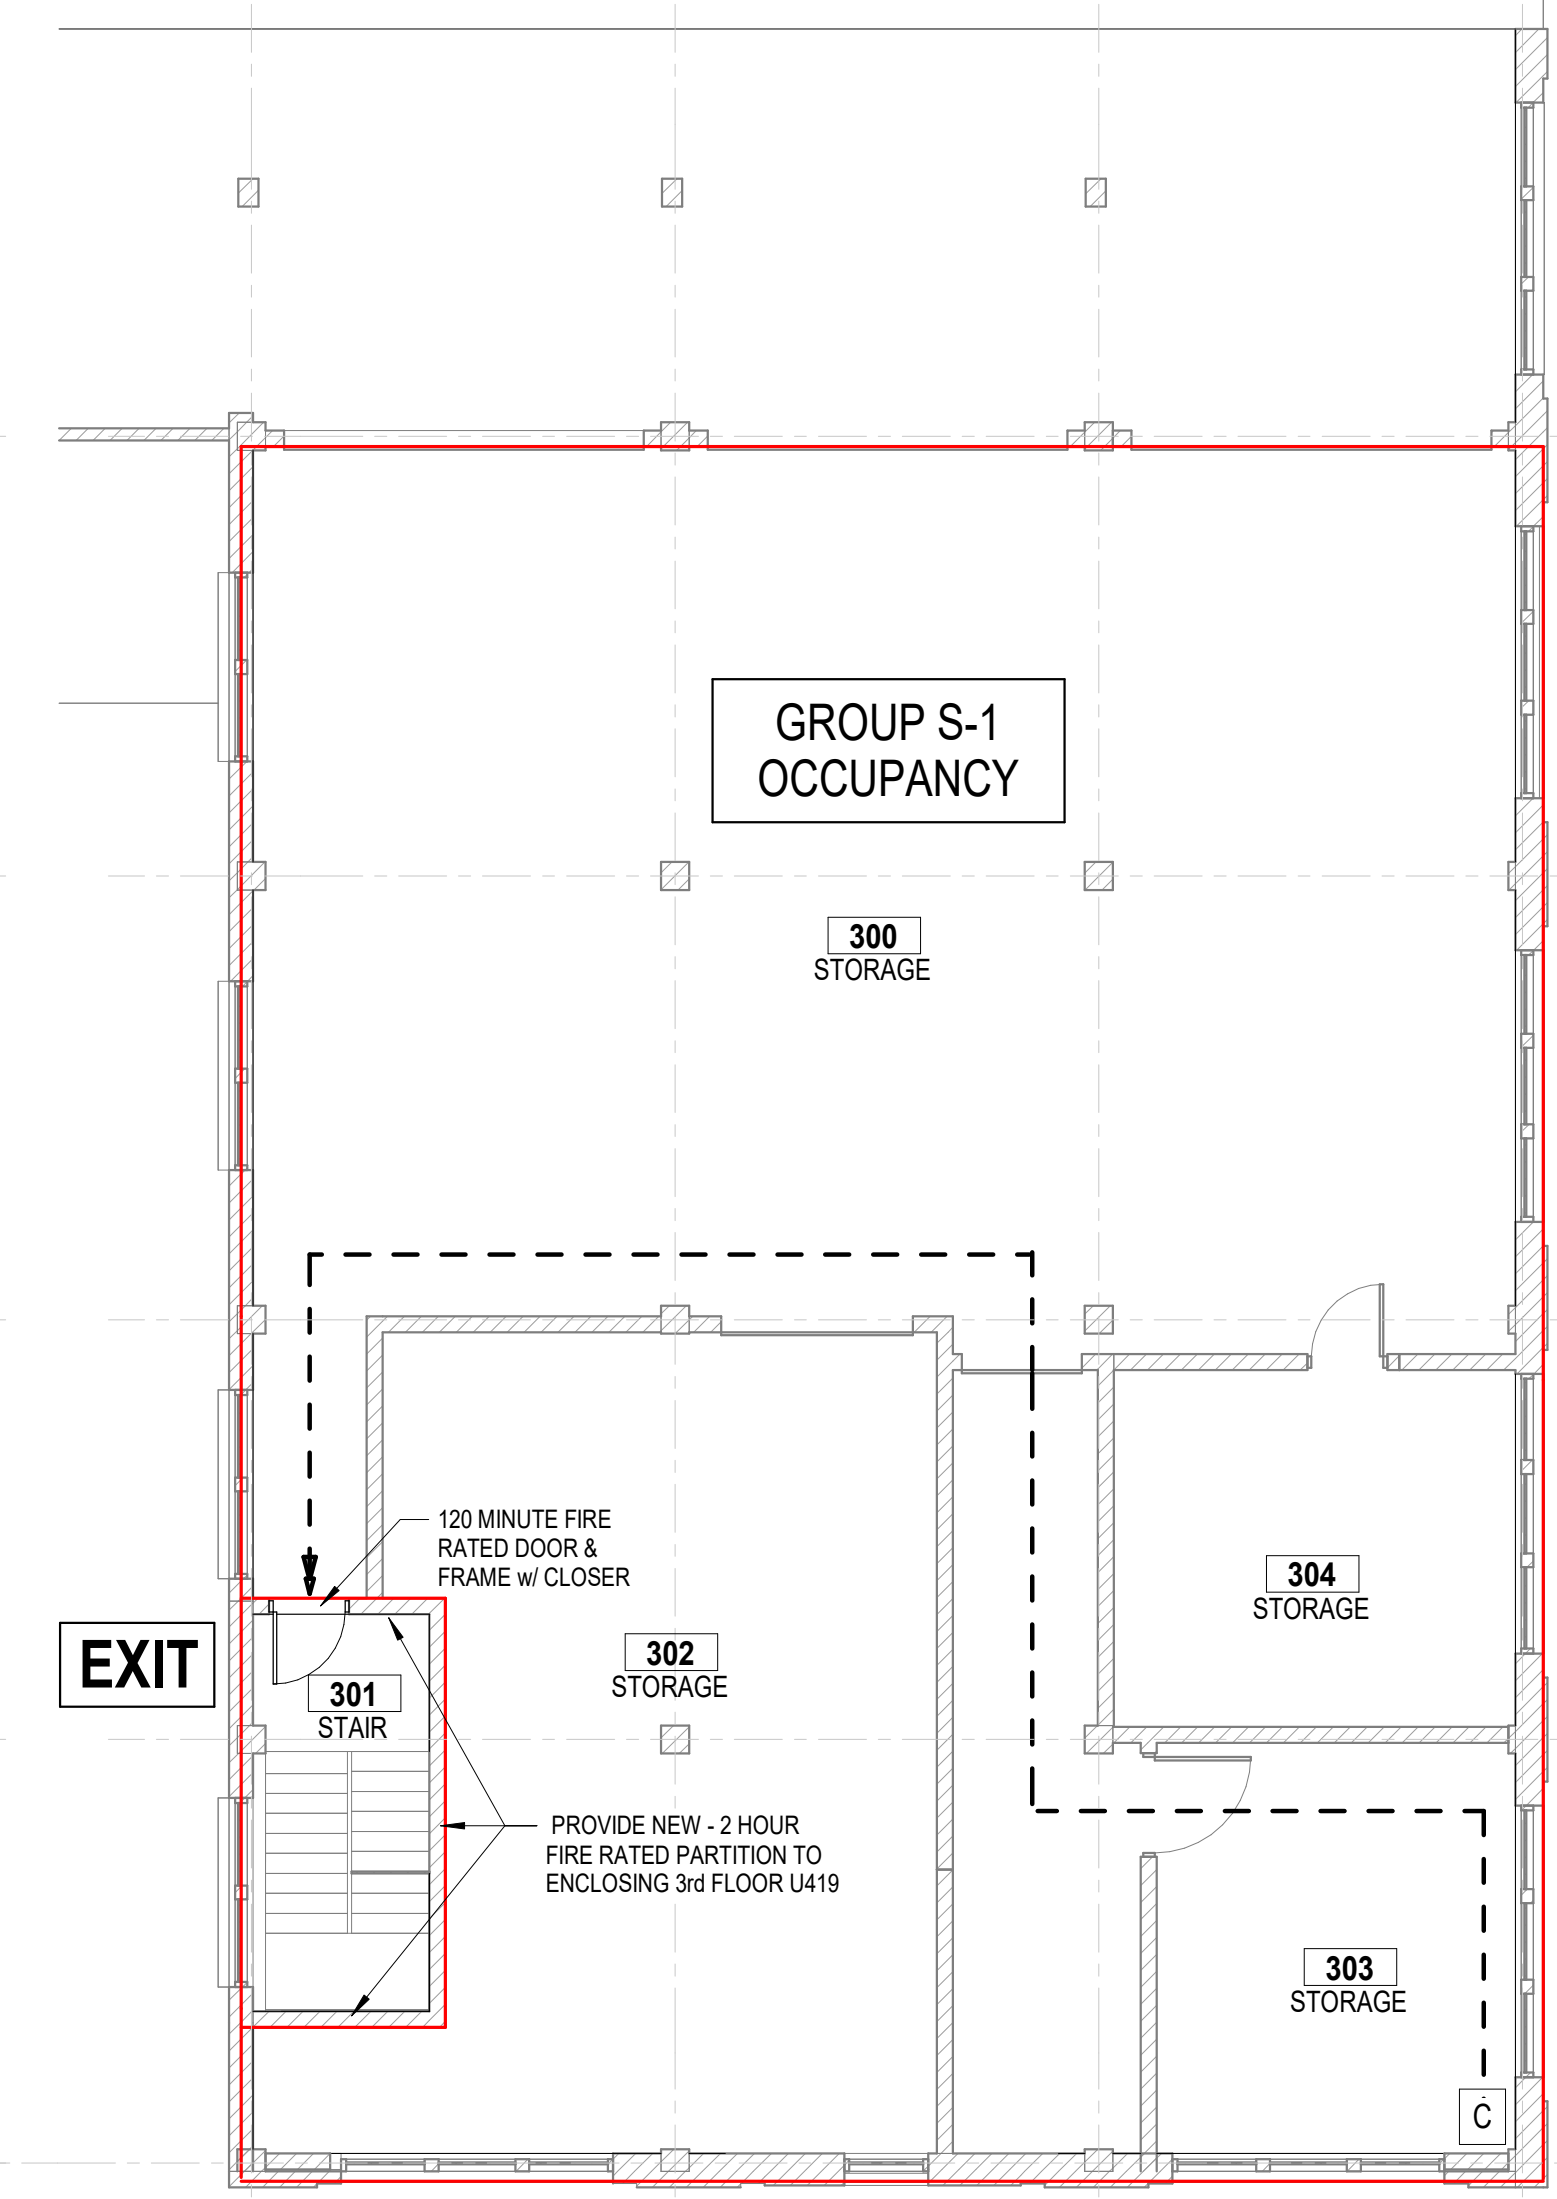 GROUP S-1
OCCUPANCY
300
STORAGE
120 MINUTE FIRE
RATED DOOR &
FRAME w/ CLOSER
304
STORAGE
EXIT
302
STORAGE
301
STAIR
PROVIDE NEW - 2 HOUR
FIRE RATED PARTITION TO
ENCLOSING 3rd FLOOR U419
303
STORAGE
C